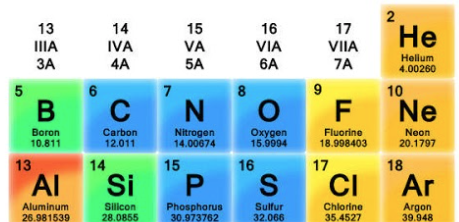 13 14 15 16 17
IIIA IVA VA VIA VIIA
3A 4A 5A 6A 7A
2
He
Helium
4.00260
5
B
Boron
10.811
6
C
Carbon
12.011
7
N
Nitrogen
14.00674
8
O
Oxygen
15.9994
9
F
Fluorine
18.998403
10
Ne
Neon
20.1797
13
Al
Aluminum
26.981539
14
Si
Silicon
28.0855
15
P
Phosphorus
30.973762
16
S
Sulfur
32.066
17
Cl
Chlorine
35.4527
18
Ar
Argon
39.948